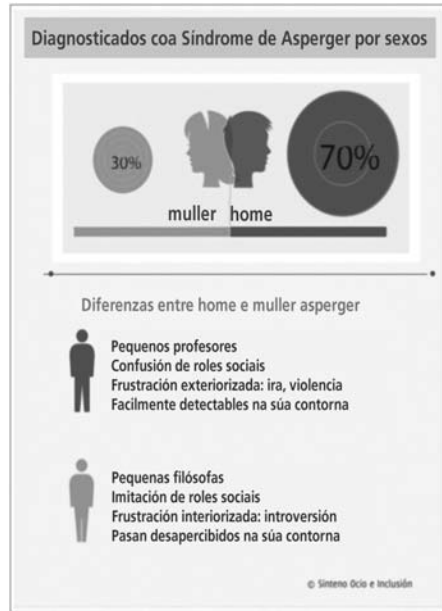 Diagnosticados coa Síndrome de Asperger por sexos
30%
70%
muller home
Diferenzas entre home e muller asperger
Pequenos profesores
Confusión de roles sociais
Frustración exteriorizada: ira, violencia
Facilmente detectables na súa contorna
Pequenas filósofas
Imitación de roles sociais
Frustración interiorizada: introversión
Pasan desapercibidos na súa contorna
© Sinteno Ocio e Inclusión